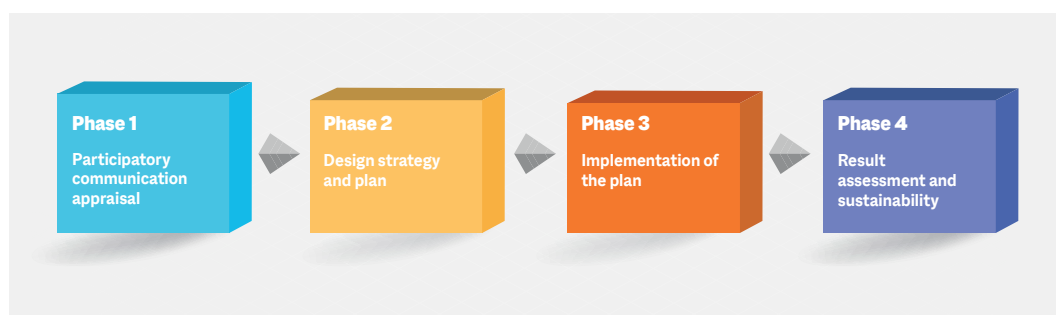 Phase 1
Participatory
communication
appraisal
Phase 2
Design strategy
and plan
Phase 3
Implementation of
the plan
Phase 4
Result
assessment and
sustainability